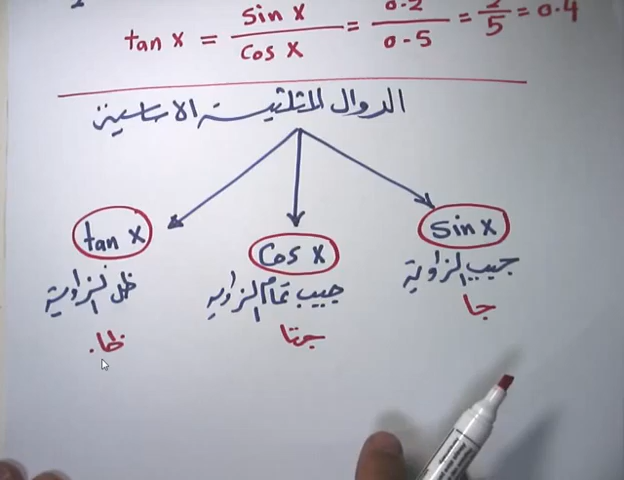 tan x = sin x / cos x = 0.2 / 0.5 = 2/5 = 0.4
الدوال المثلثية الاساسية
sin x
cos x
tan x
جيب الزاوية
جيب تمام الزاوية
ظل الزاوية
جا
جتا
ظا.